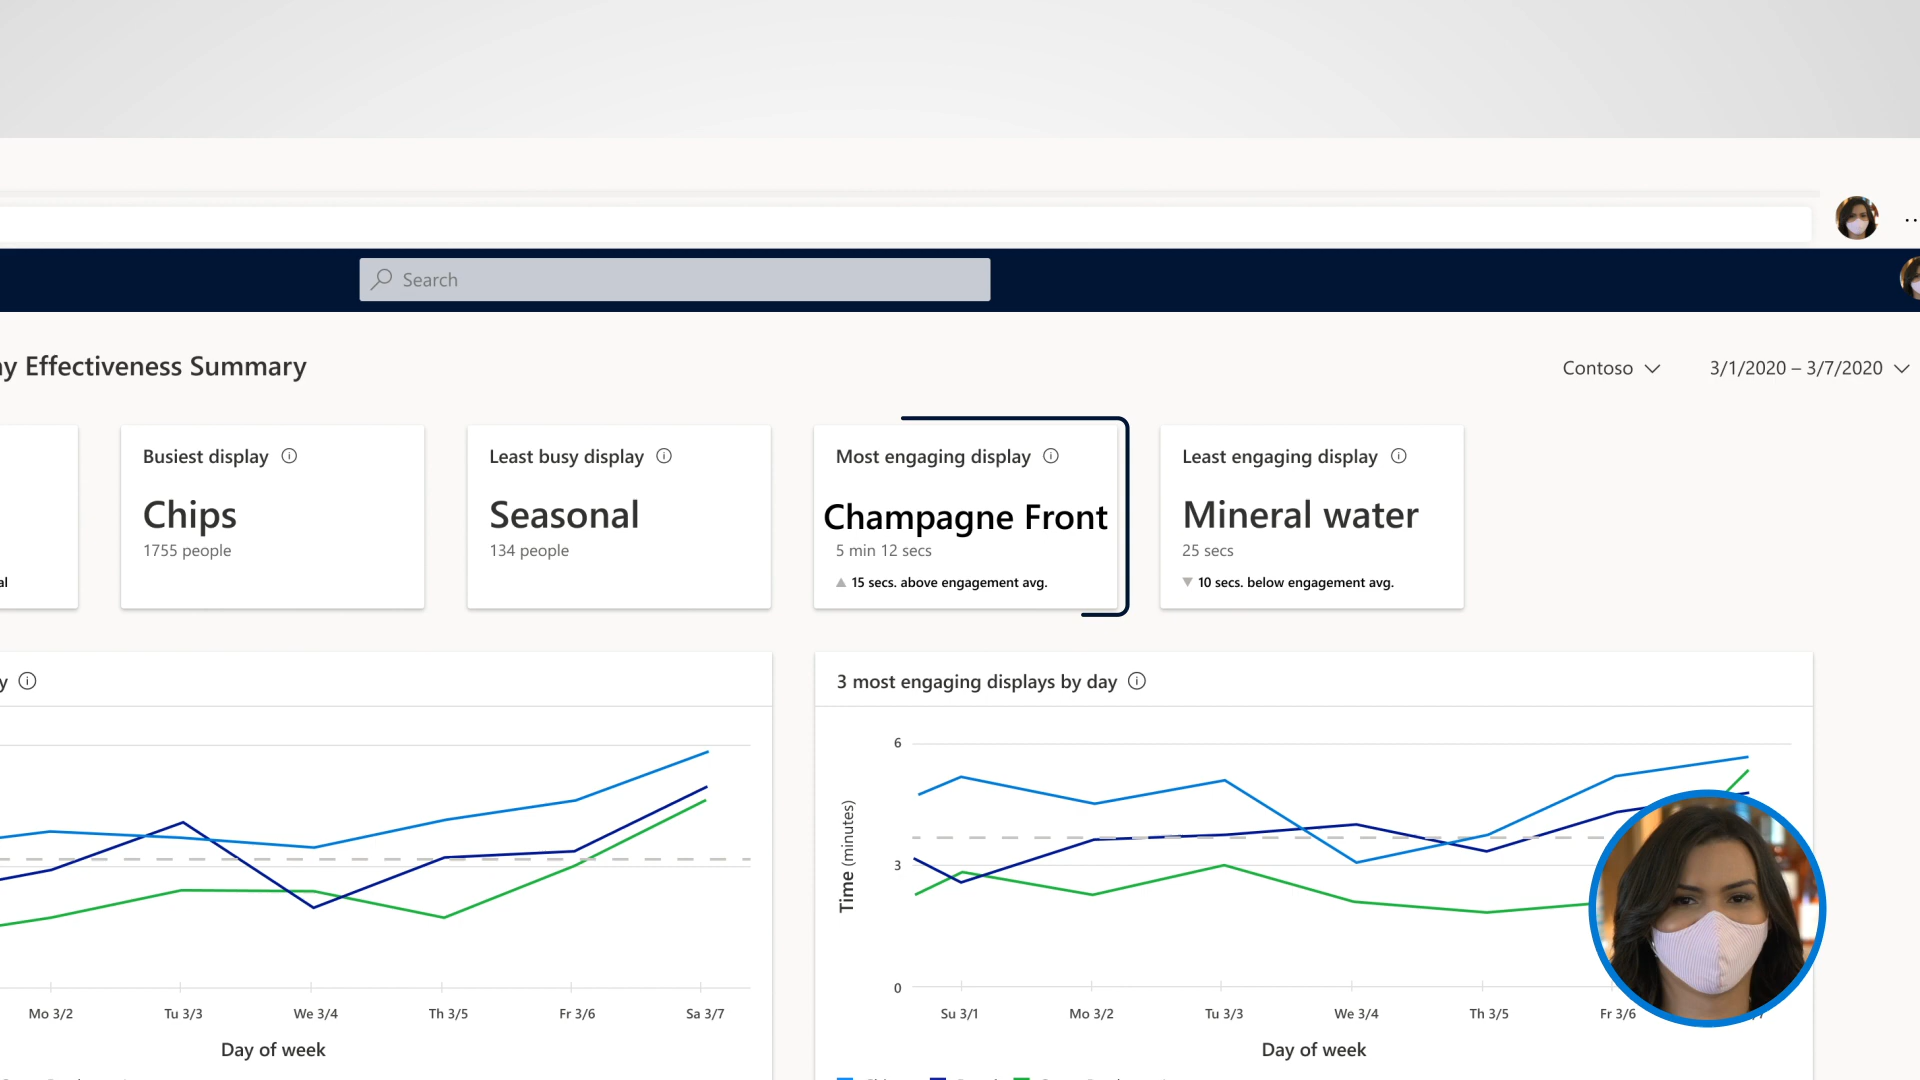 Search
Effectiveness Summary
Contoso
3/1/2020 – 3/7/2020
al
Busiest display
Chips
1755 people
Least busy display
Seasonal
134 people
Most engaging display
Champagne Front
5 min 12 secs
15 secs. above engagement avg.
Least engaging display
Mineral water
25 secs
10 secs. below engagement avg.
y
Mo 3/2
Tu 3/3
We 3/4
Th 3/5
Fr 3/6
Sa 3/7
Day of week
3 most engaging displays by day
Time (minutes)
6
3
0
Su 3/1
Mo 3/2
Tu 3/3
We 3/4
Th 3/5
Fr 3/6
Day of week